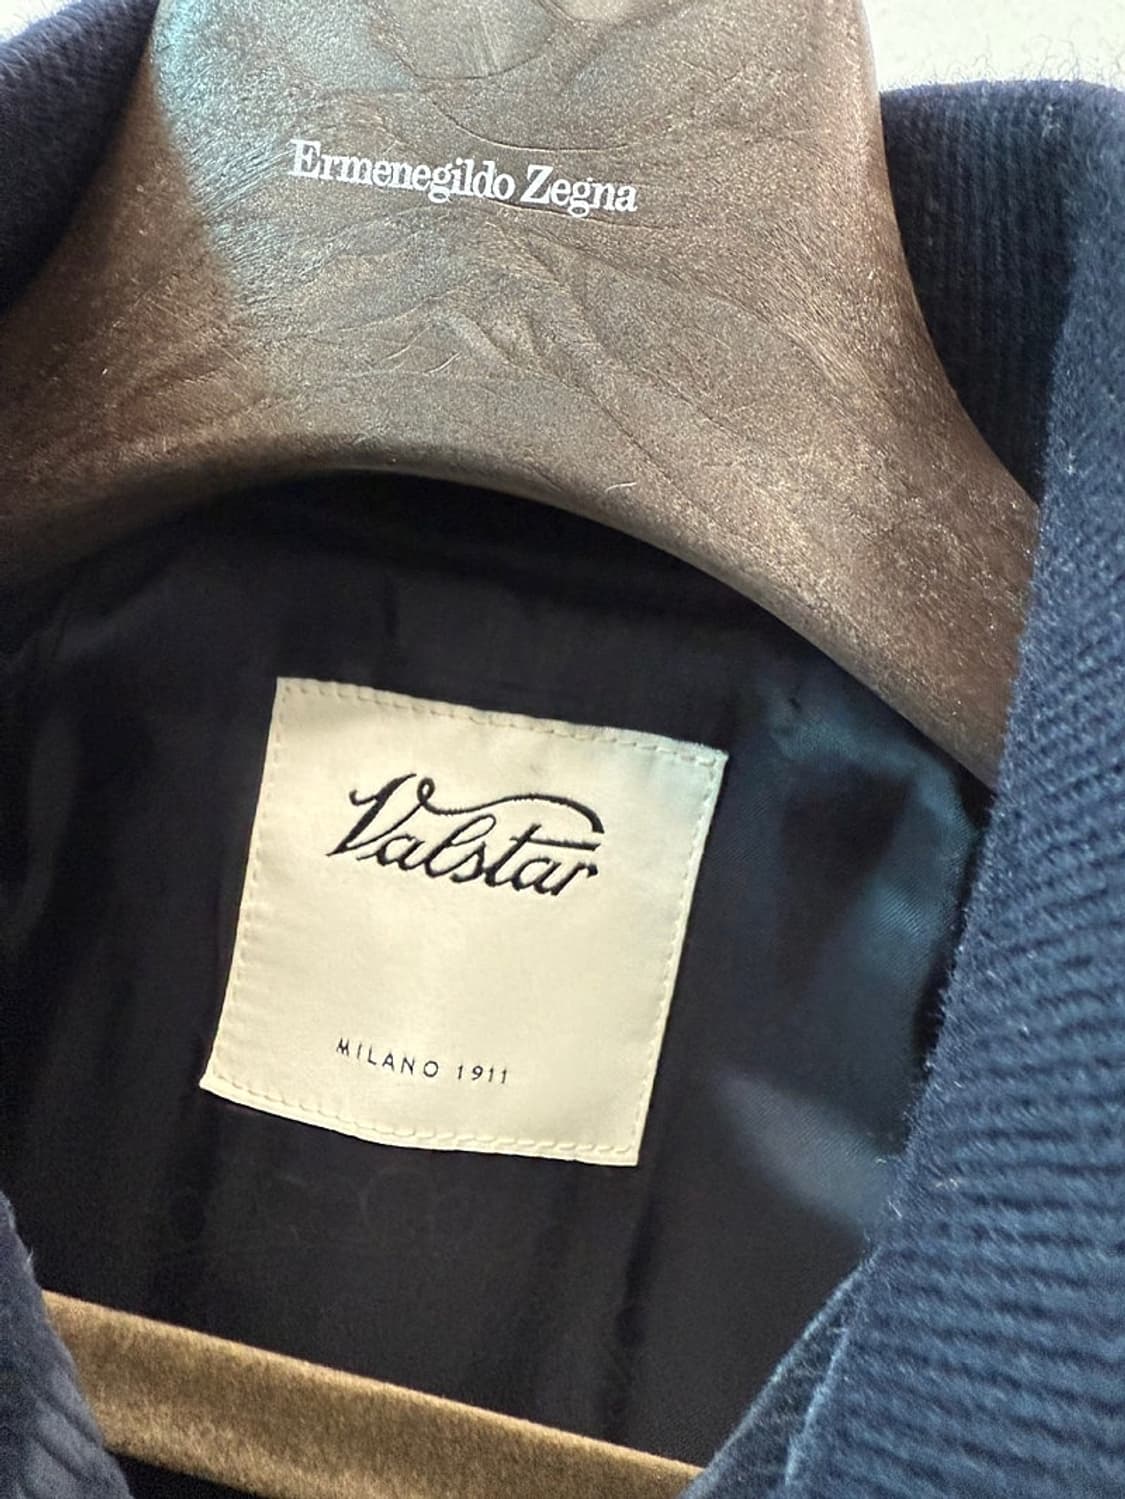 Ermenegildo Zegna
Valstar
MILANO 1911